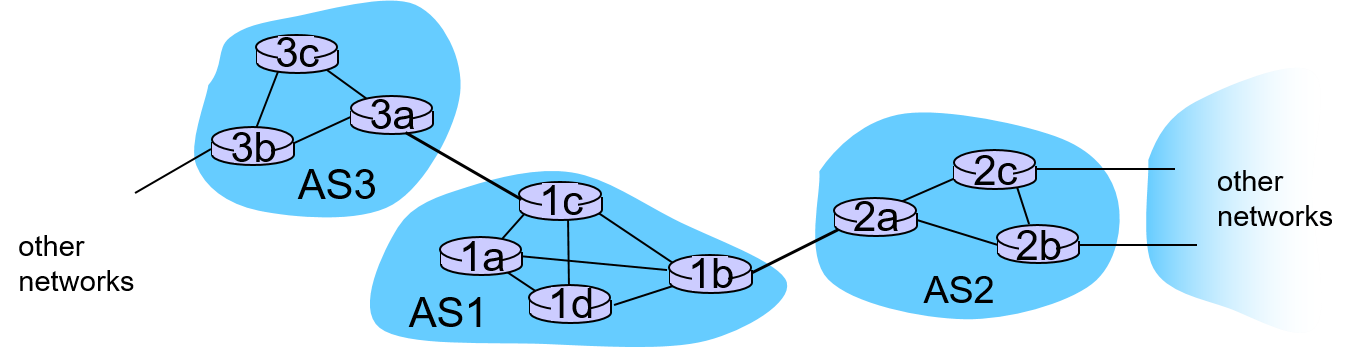 3c
3a
3b
AS3
other
networks
1c
1a
1b
1d
AS1
2c
2a
2b
AS2
other
networks